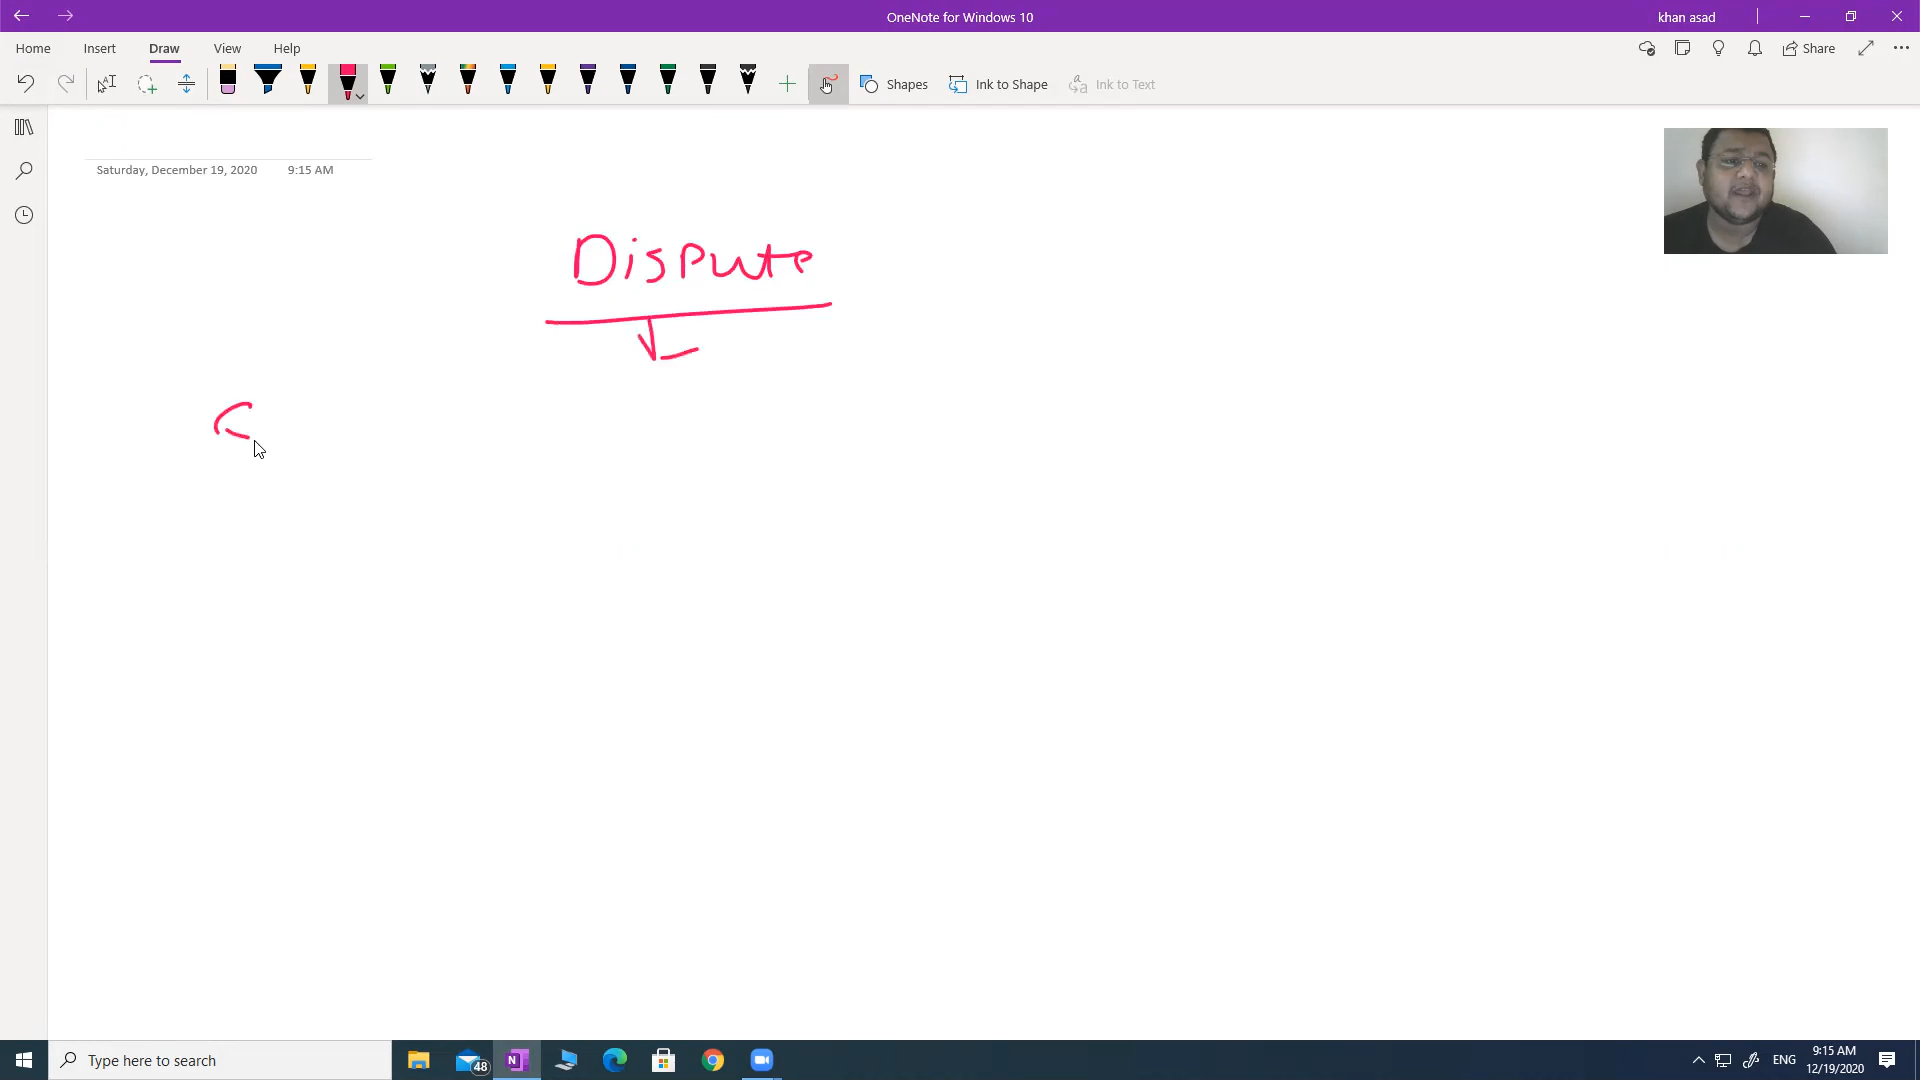 OneNote for Windows 10
khan asad
Home Insert Draw View Help
Share
Shapes Ink to Shape Ink to Text
Saturday, December 19, 2020 9:15 AM
Dispute
Type here to search
48
ENG
9:15 AM
12/19/2020